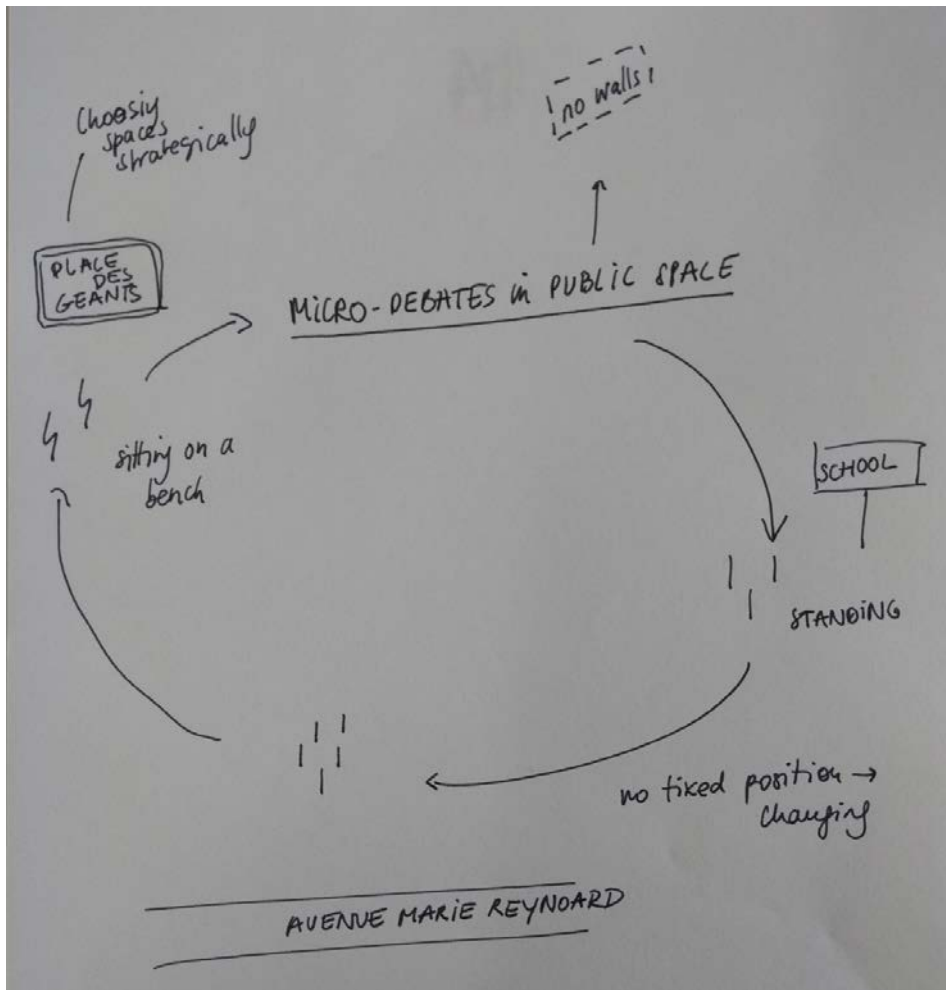 Choosiy
spaces
strategically
no walls
PLACE
DES
GEANTS
MiCRO-DEBATES in PUBLIC SPACE
sitting on a
bench
SCHOOL
STANDiNG
no fixed position →
changing
AVENUE MARiE REYNOARD